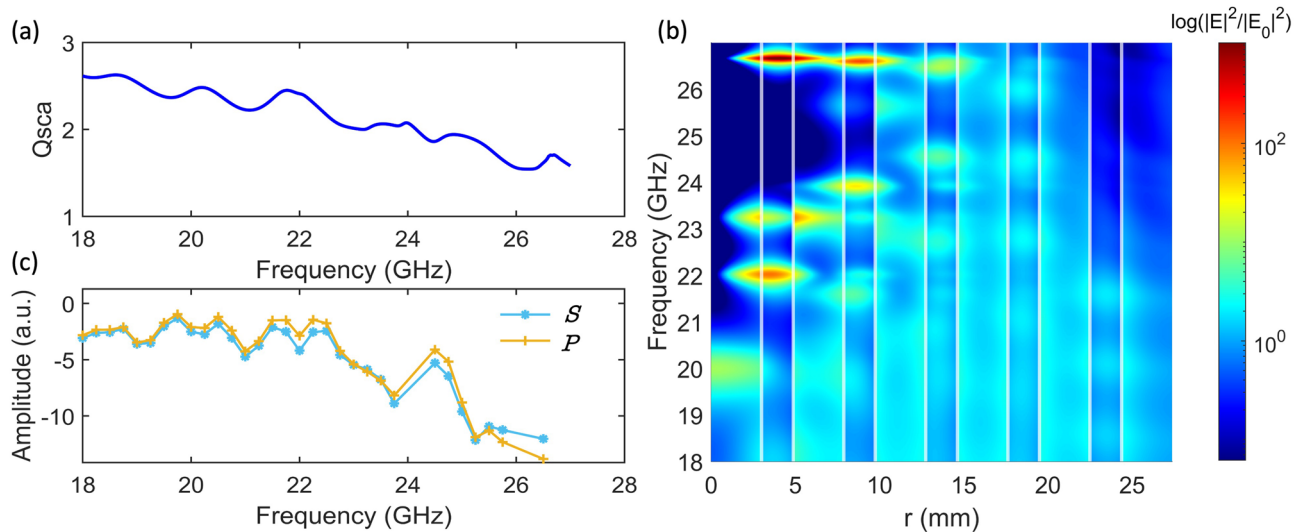 (a)
3
2
1
Qsca
18 20 22 24 26 28
Frequency (GHz)
(c)
0
-5
-10
Amplitude (a.u.)
S
P
18 20 22 24 26 28
Frequency (GHz)
(b)
log(|E|²/|E₀|²)
26
25
24
23
22
21
20
19
18
Frequency (GHz)
0 5 10 15 20 25
r (mm)
10²
10⁰